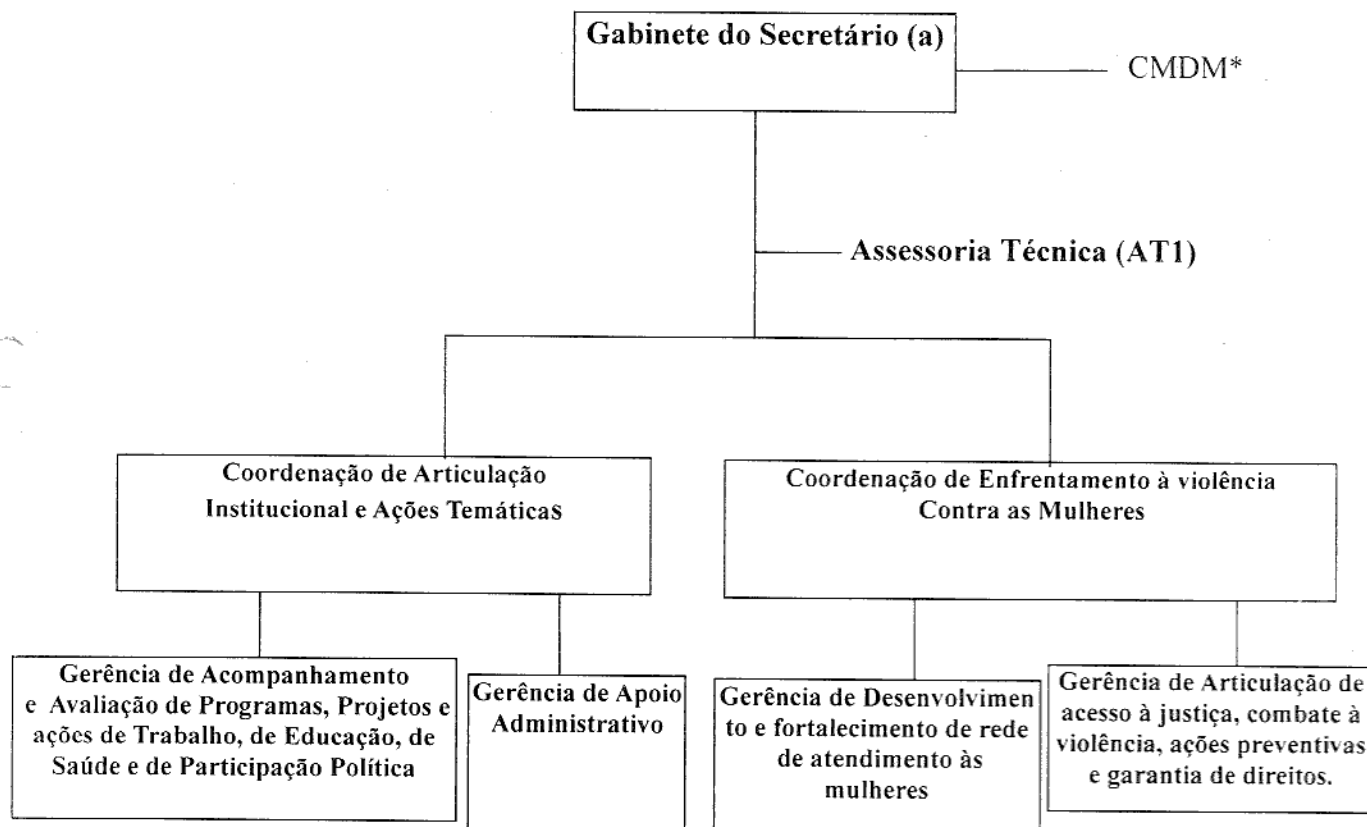 Gabinete do Secretário (a)
CMDM*
Assessoria Técnica (AT1)
Coordenação de Articulação
Institucional e Ações Temáticas
Coordenação de Enfrentamento à violência
Contra as Mulheres
Gerência de Acompanhamento
e Avaliação de Programas, Projetos e
ações de Trabalho, de Educação, de
Saúde e de Participação Política
Gerência de Apoio
Administrativo
Gerência de Desenvolvimen
to e fortalecimento de rede
de atendimento às
mulheres
Gerência de Articulação de
acesso à justiça, combate à
violência, ações preventivas
e garantia de direitos.